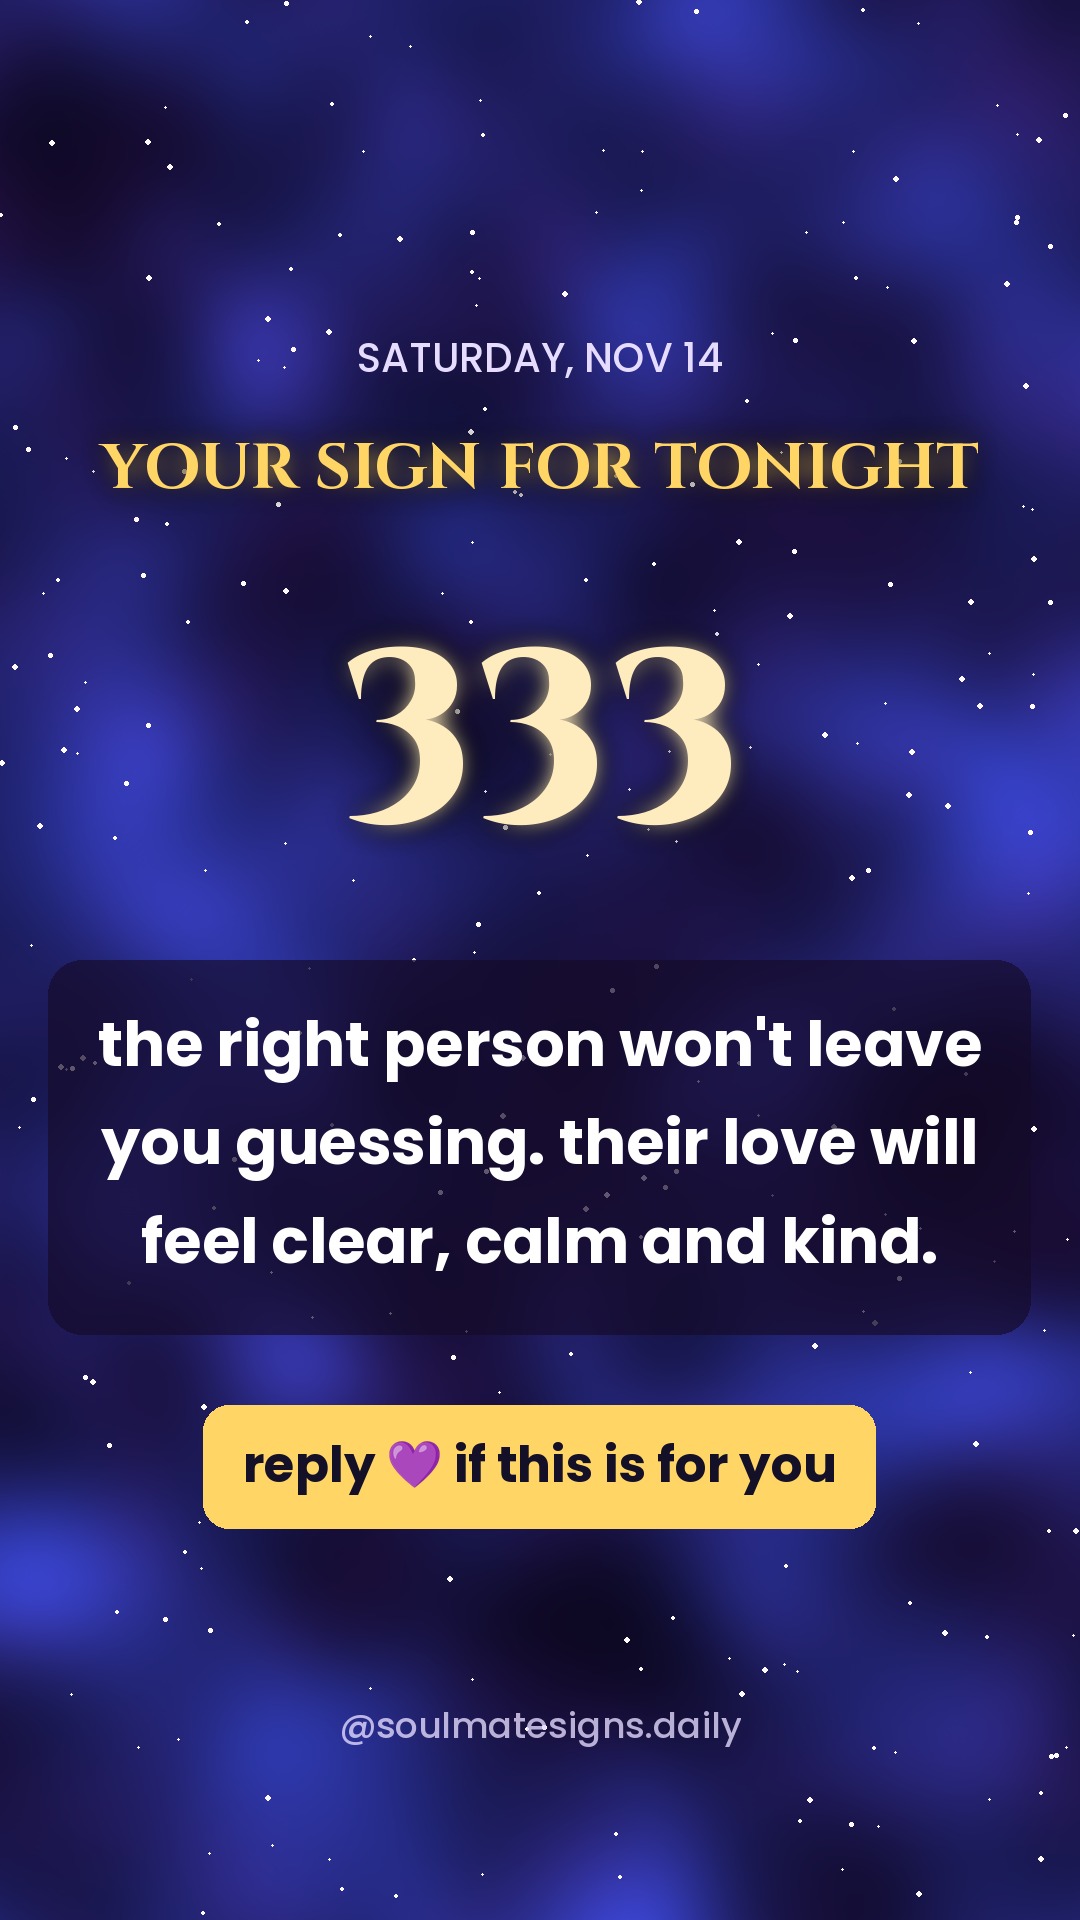 SATURDAY, NOV 14
YOUR SIGN FOR TONIGHT
333
the right person won't leave
you guessing. their love will
feel clear, calm and kind.
reply 💜 if this is for you
@soulmatesigns.daily